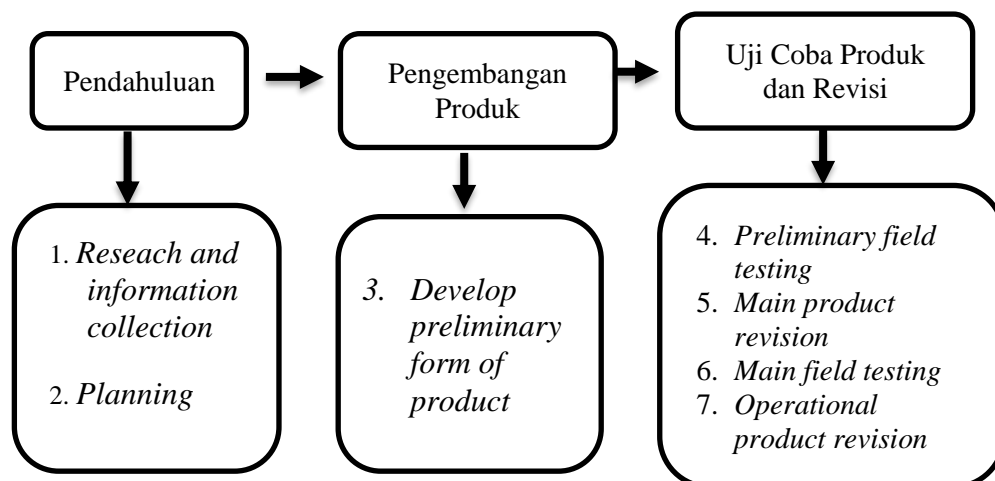 Pendahuluan
Pengembangan
Produk
Uji Coba Produk
dan Revisi
1. Reseach and
information
collection
2. Planning
3. Develop
preliminary
form of
product
4. Preliminary field
testing
5. Main product
revision
6. Main field testing
7. Operational
product revision